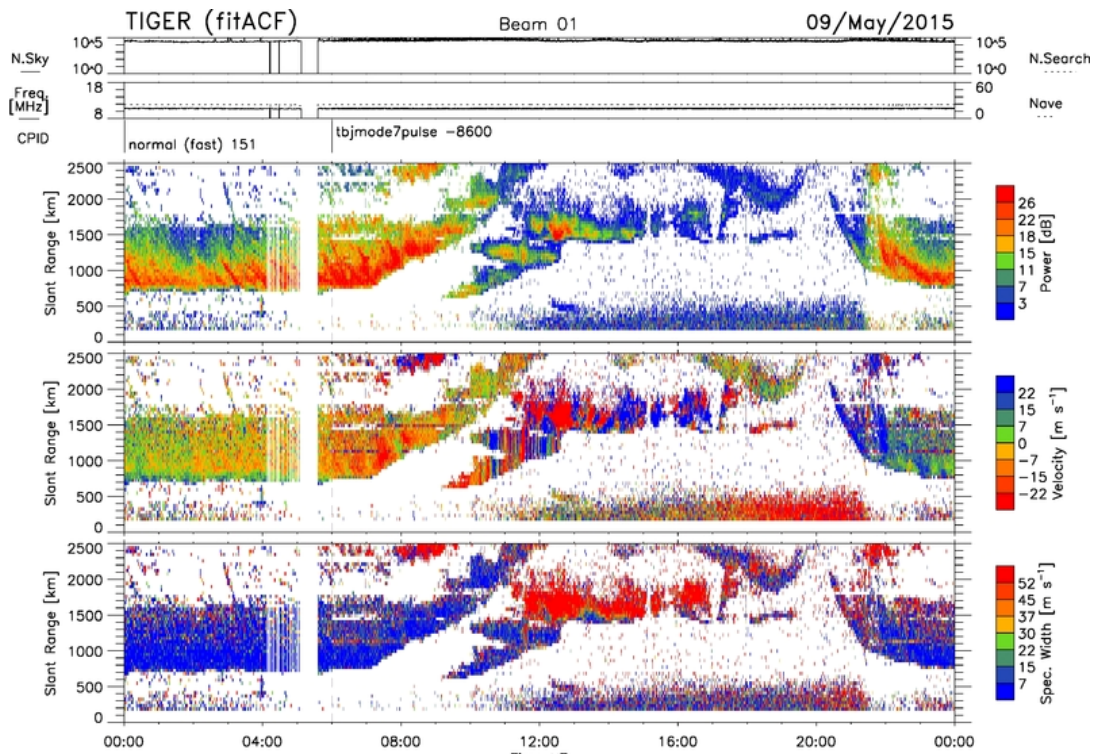 TIGER (fitACF) Beam 01 09/May/2015
N.Sky 10^5 10^0 10^5 10^0 N.Search
Freq. [MHz] 18 8 60 0 Nave
CPID normal (fast) 151 tbjmode7pulse -8600
Slant Range [km] 2500 2000 1500 1000 500 0
26 22 18 15 11 7 3 Power [dB]
Slant Range [km] 2500 2000 1500 1000 500 0
22 15 7 0 -7 -15 -22 Velocity [m s⁻¹]
Slant Range [km] 2500 2000 1500 1000 500 0
52 45 37 30 22 15 7 Spec. Width [m s⁻¹]
00:00 04:00 08:00 12:00 16:00 20:00 00:00